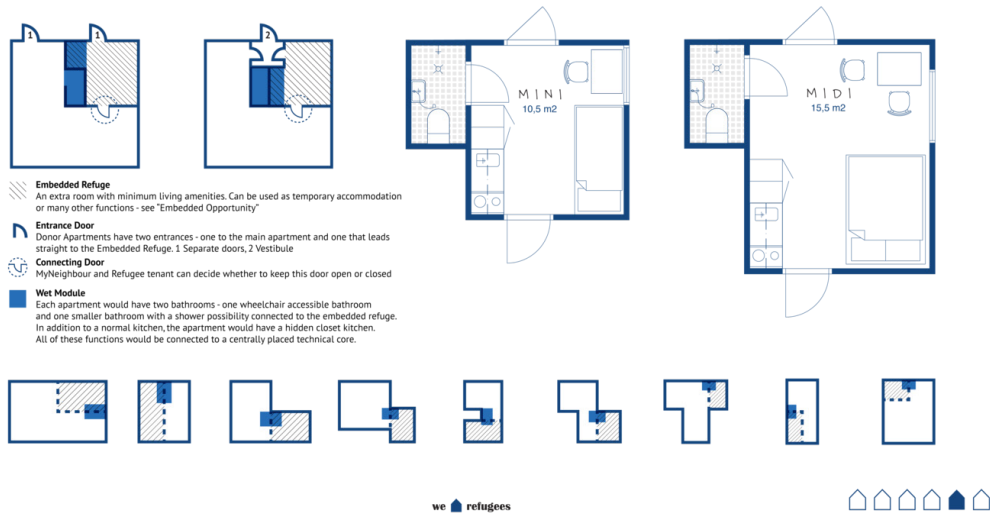 1
1
2
MINI
10,5 m2
MIDI
15,5 m2
Embedded Refuge
An extra room with minimum living amenities. Can be used as temporary accommodation
or many other functions - see "Embedded Opportunity"
Entrance Door
Donor Apartments have two entrances - one to the main apartment and one that leads
straight to the Embedded Refuge. 1 Separate doors, 2 Vestibule
Connecting Door
MyNeighbour and Refugee tenant can decide whether to keep this door open or closed
Wet Module
Each apartment would have two bathrooms - one wheelchair accessible bathroom
and one smaller bathroom with a shower possibility connected to the embedded refuge.
In addition to a normal kitchen, the apartment would have a hidden closet kitchen.
All of these functions would be connected to a centrally placed technical core.
we refugees